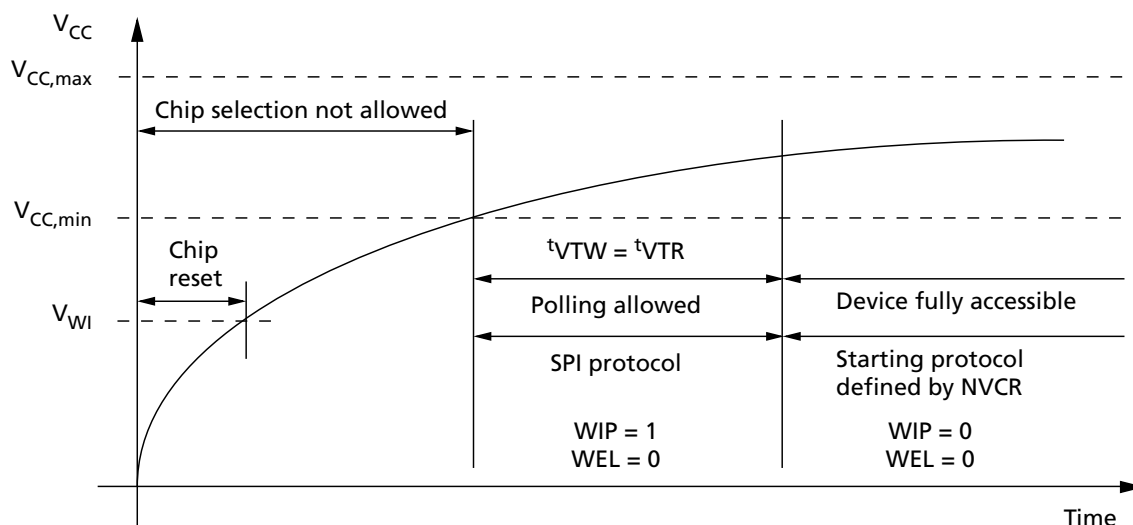 VCC
VCC,max
Chip selection not allowed
VCC,min
Chip
reset
tVTW = tVTR
VWI
Polling allowed
Device fully accessible
SPI protocol
Starting protocol
defined by NVCR
WIP = 1
WEL = 0
WIP = 0
WEL = 0
Time